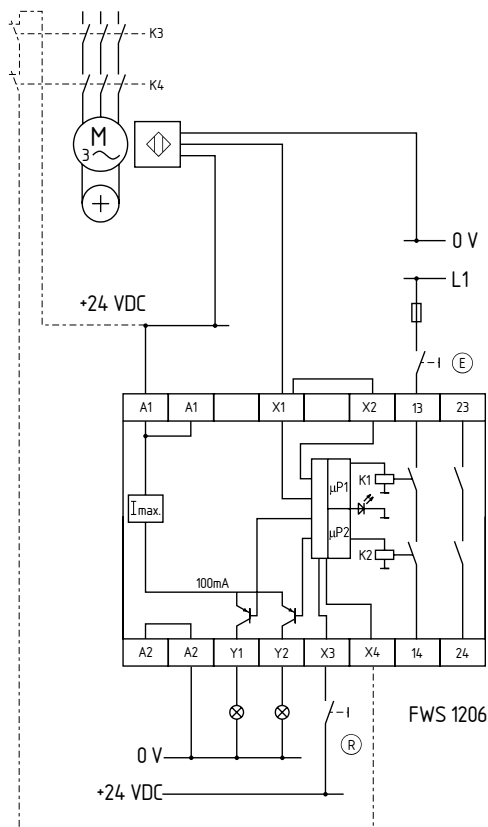 K3
K4
M
3
0 V
L1
+24 VDC
E
A1 A1 X1 X2 13 23
µP1
K1
Imax.
µP2
K2
100mA
A2 A2 Y1 Y2 X3 X4 14 24
FWS 1206
R
0 V
+24 VDC